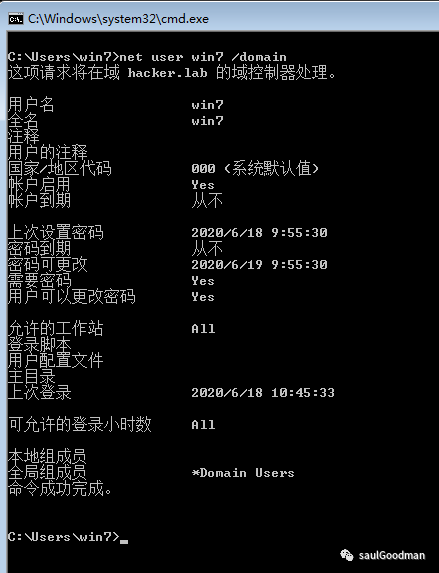 C:\Windows\system32\cmd.exe
C:\Users\win7>net user win7 /domain
这项请求将在域 hacker.lab 的域控制器处理。
用户名 win7
全名 win7
注释
用户的注释
国家/地区代码 000 (系统默认值)
帐户启用 Yes
帐户到期 从不
上次设置密码 2020/6/18 9:55:30
密码到期 从不
密码可更改 2020/6/19 9:55:30
需要密码 Yes
用户可以更改密码 Yes
允许的工作站 All
登录脚本
用户配置文件
主目录
上次登录 2020/6/18 10:45:33
可允许的登录小时数 All
本地组成员
全局组成员 *Domain Users
命令成功完成。
C:\Users\win7>_
saulGoodman